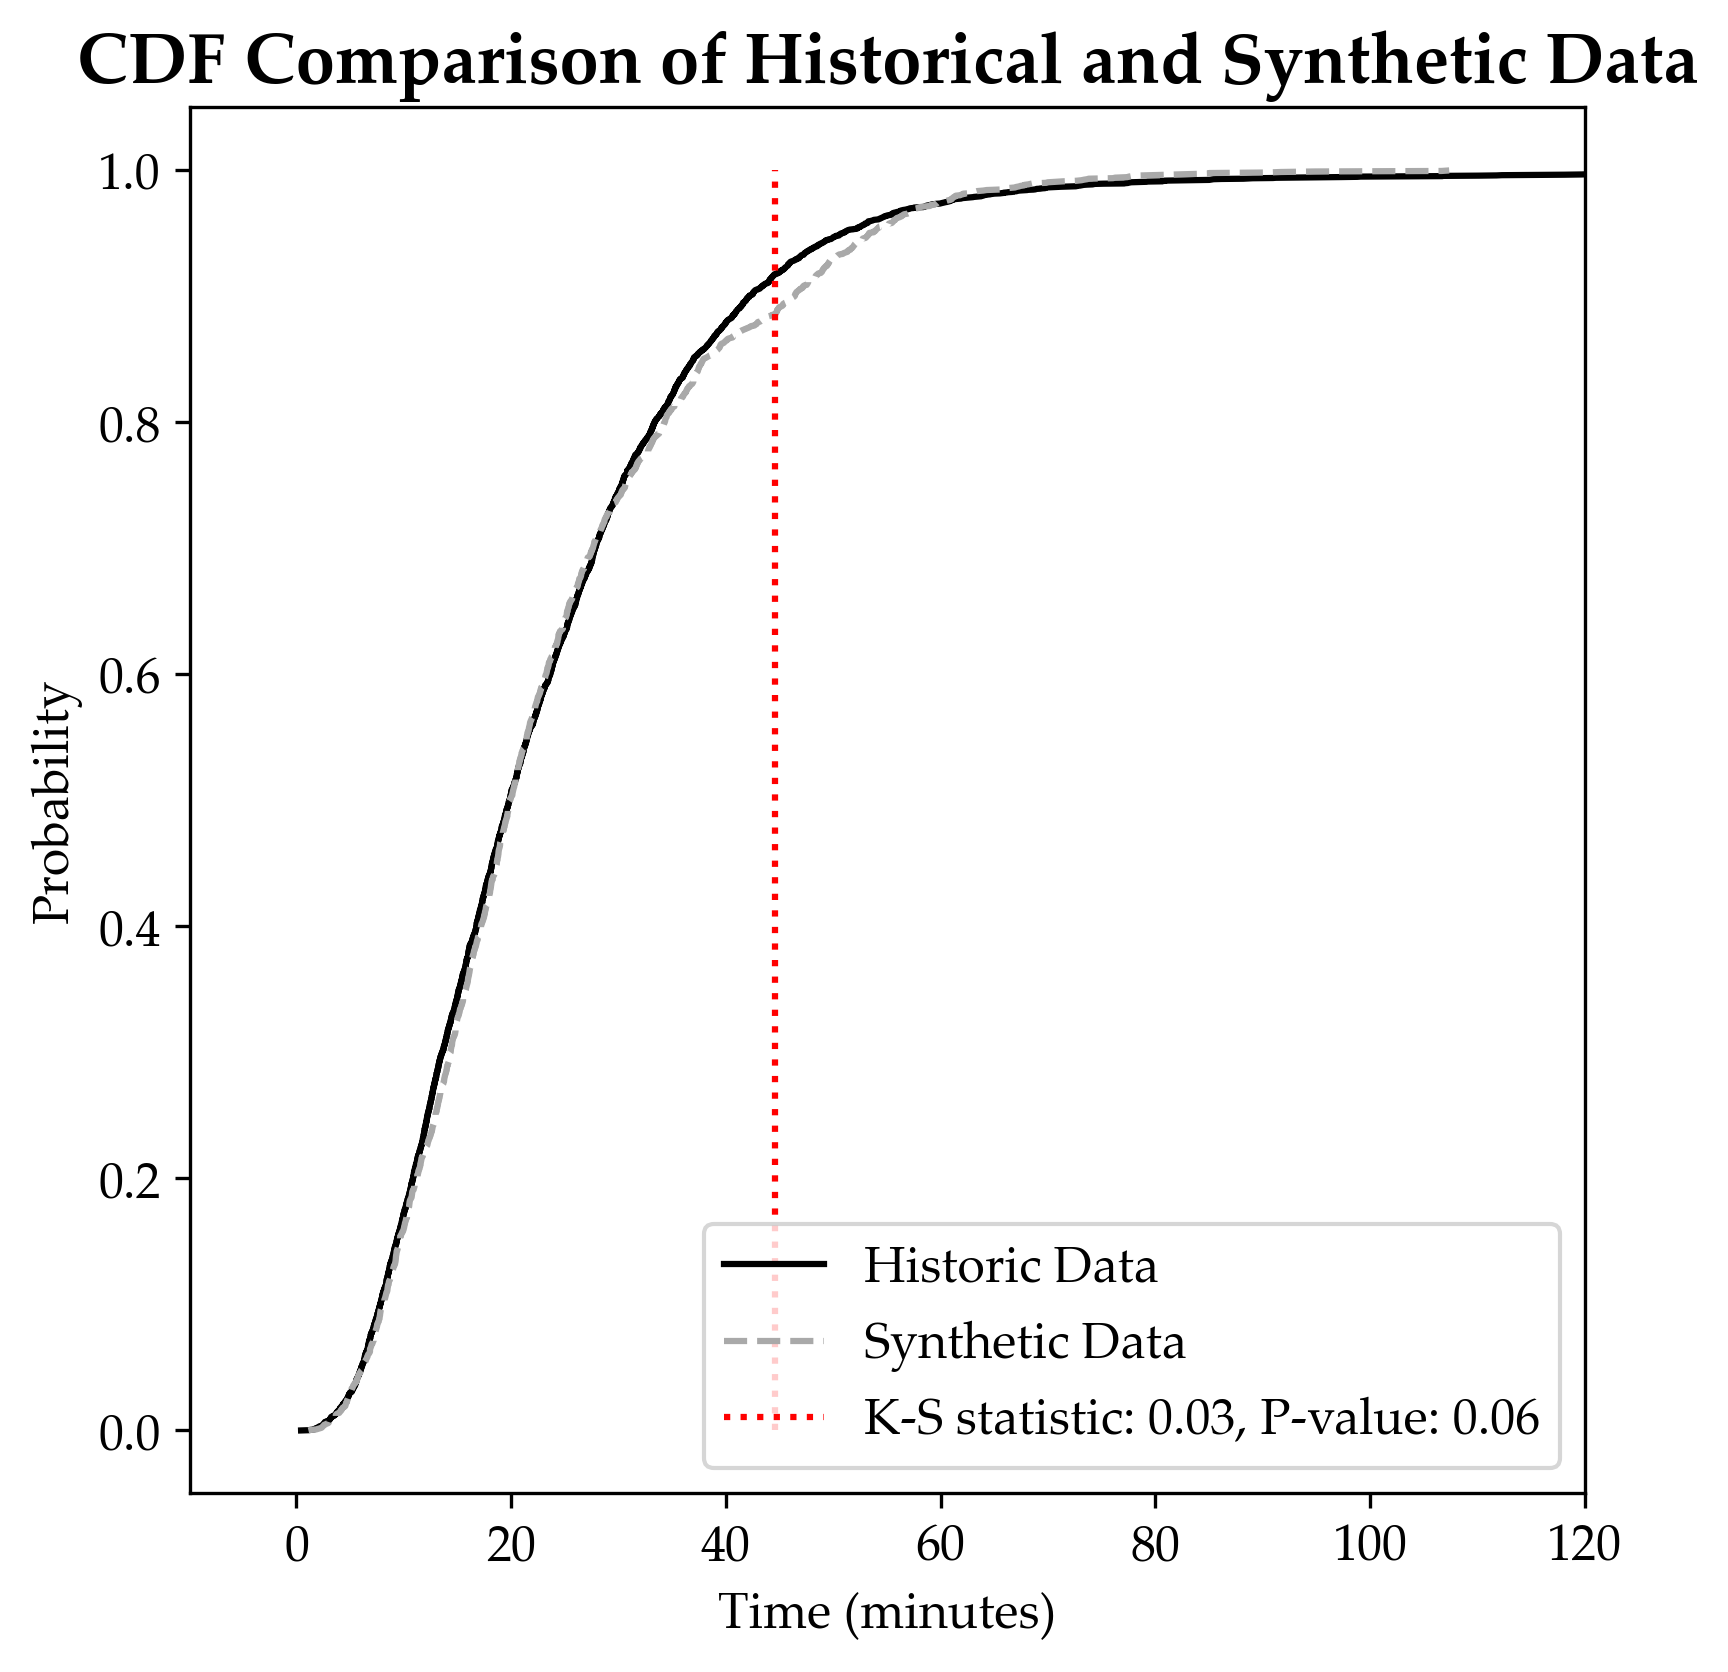 CDF Comparison of Historical and Synthetic Data
1.0
0.8
0.6
0.4
0.2
0.0
Probability
Historic Data
Synthetic Data
K-S statistic: 0.03, P-value: 0.06
0 20 40 60 80 100 120
Time (minutes)